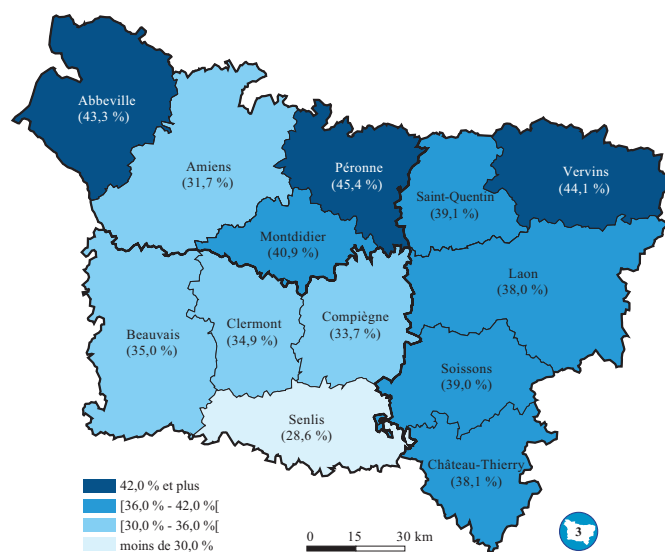 Abbeville
(43,3 %)
Amiens
(31,7 %)
Péronne
(45,4 %)
Saint-Quentin
(39,1 %)
Vervins
(44,1 %)
Montdidier
(40,9 %)
Laon
(38,0 %)
Beauvais
(35,0 %)
Clermont
(34,9 %)
Compiègne
(33,7 %)
Soissons
(39,0 %)
Senlis
(28,6 %)
Château-Thierry
(38,1 %)
42,0 % et plus
[36,0 % - 42,0 %[
[30,0 % - 36,0%[
moins de 30,0 %
0 15 30 km
3